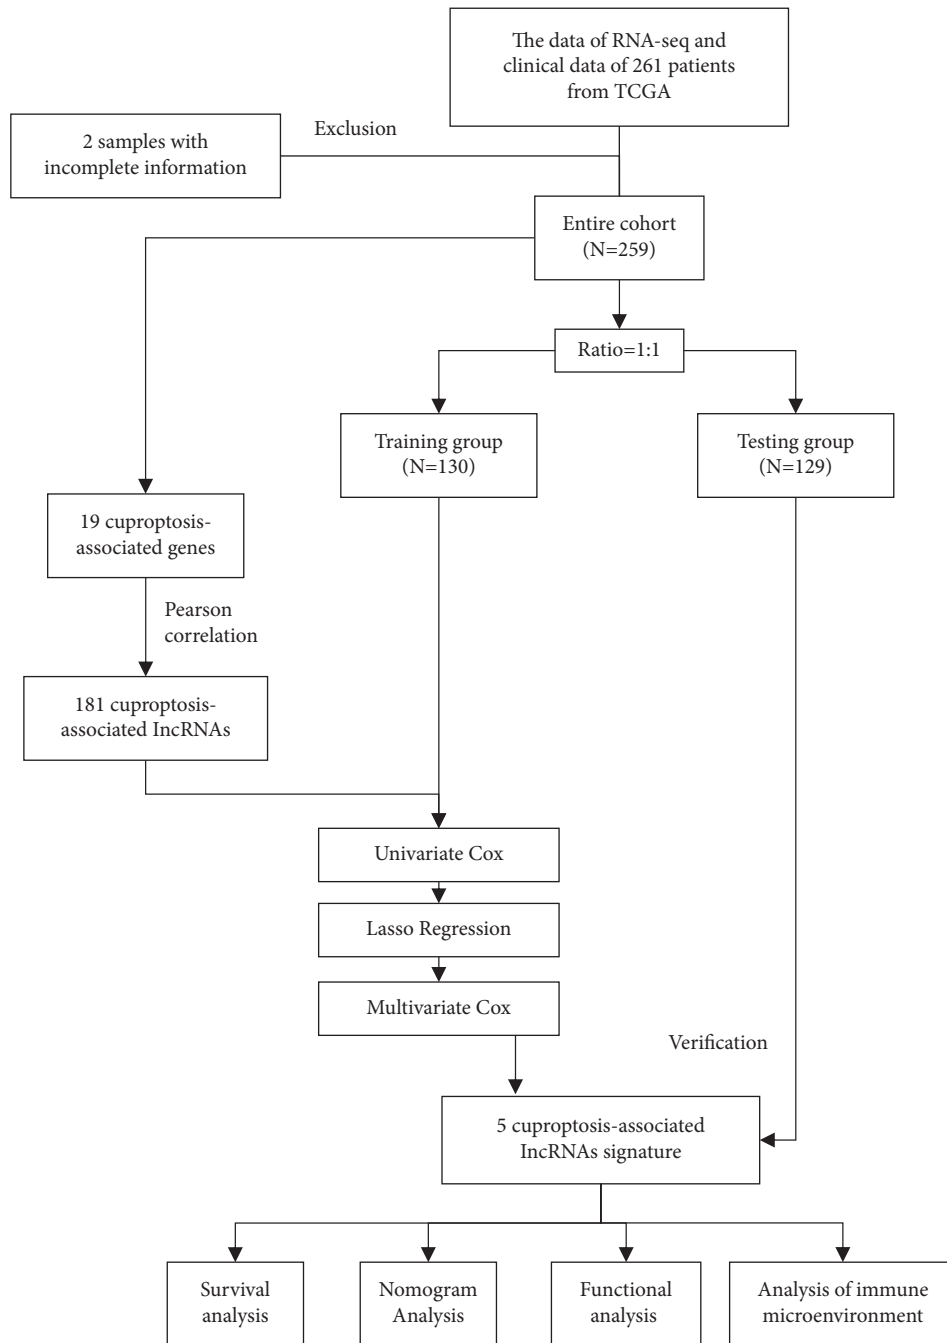 The data of RNA-seq and
clinical data of 261 patients
from TCGA
Exclusion
2 samples with
incomplete information
Entire cohort
(N=259)
Ratio=1:1
Training group
(N=130)
Testing group
(N=129)
19 cuproptosis-
associated genes
Pearson
correlation
181 cuproptosis-
associated IncRNAs
Univariate Cox
Lasso Regression
Multivariate Cox
Verification
5 cuproptosis-associated
IncRNAs signature
Survival
analysis
Nomogram
Analysis
Functional
analysis
Analysis of immune
microenvironment